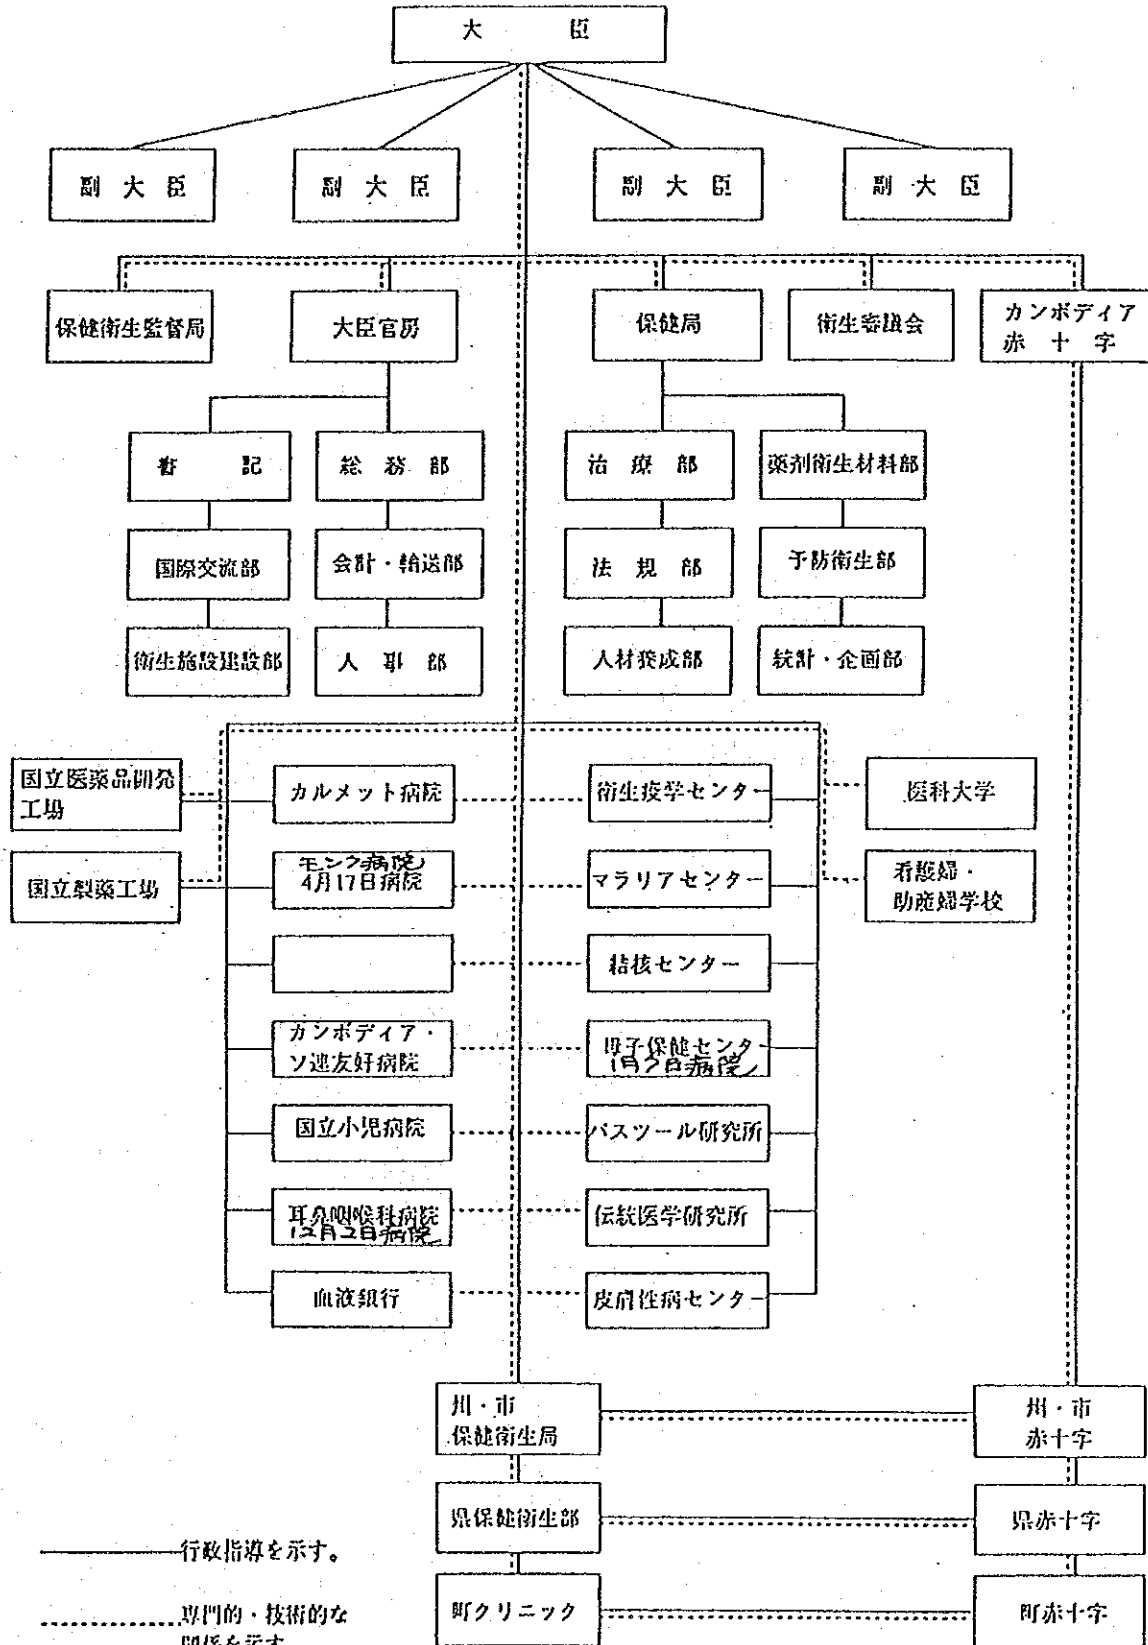 大 臣
副 大 臣
副 大 臣
副 大 臣
副 大 臣
保健衛生監督局
大臣官房
保健局
衛生審議会
カンボディア
赤 十 字
書 記
総 務 部
治 療 部
薬剤衛生材料部
国際交流部
会計・輸送部
法 規 部
予防衛生部
衛生施設建設部
人 事 部
人材養成部
統計・企画部
国立医薬品開発
工場
カルメット病院
衛生疫学センター
医科大学
国立製薬工場
モンク病院
4月17日病院
マラリアセンター
看護婦・
助産婦学校
結核センター
カンボディア・
ソ連友好病院
母子保健センター
1月7日病院
国立小児病院
パスツール研究所
耳鼻咽喉科病院
12月2日病院
伝統医学研究所
血液銀行
皮膚性病センター
州・市
保健衛生局
州・市
赤十字
県保健衛生部
県赤十字
行政指導を示す。
町クリニック
町赤十字
専門的・技術的な
関係を示す